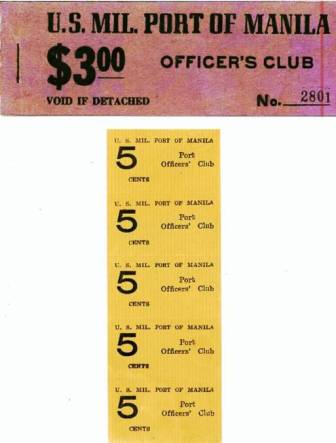 U.S. MIL. PORT OF MANILA
$3.00 OFFICER'S CLUB
VOID IF DETACHED No. 2801
U. S. MIL. PORT OF MANILA
5 Port
Officers' Club
CENTS
U. S. MIL. PORT OF MANILA
5 Port
Officers' Club
CENTS
U. S. MIL. PORT OF MANILA
5 Port
Officers' Club
CENTS
U. S. MIL. PORT OF MANILA
5 Port
Officers' Club
CENTS
U. S. MIL. PORT OF MANILA
5 Port
Officers' Club
CENTS